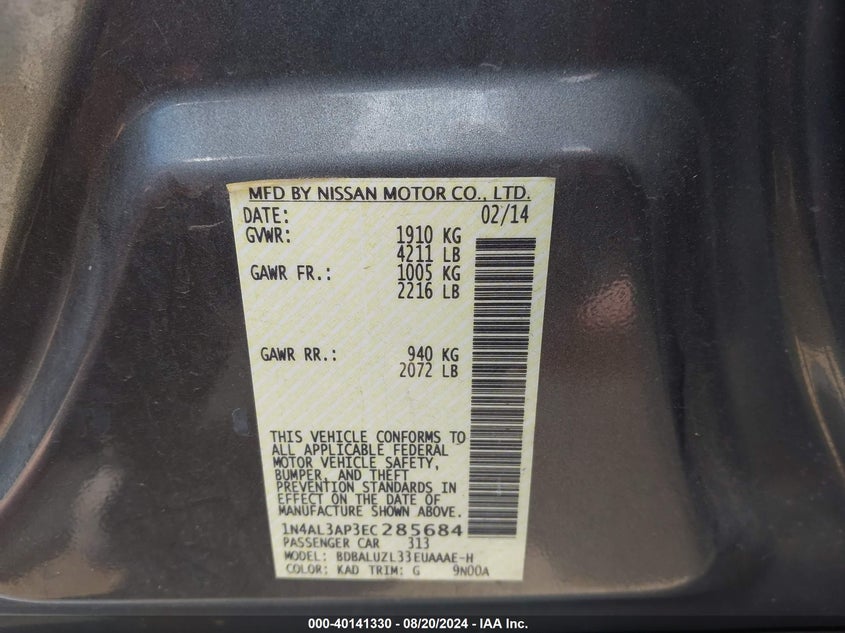 MFD BY NISSAN MOTOR CO., LTD.
DATE: 02/14
GVWR: 1910 KG
4211 LB
GAWR FR.: 1005 KG
2216 LB
GAWR RR.: 940 KG
2072 LB
THIS VEHICLE CONFORMS TO
ALL APPLICABLE FEDERAL
MOTOR VEHICLE SAFETY,
BUMPER, AND THEFT
PREVENTION STANDARDS IN
EFFECT ON THE DATE OF
MANUFACTURE SHOWN ABOVE.
1N4AL3AP3EC285684
PASSENGER CAR 313
MODEL: BDBALUZL33EUAAAE-H
COLOR: KAD TRIM: G 9N00A
000-40141330 - 08/20/2024 - IAA Inc.